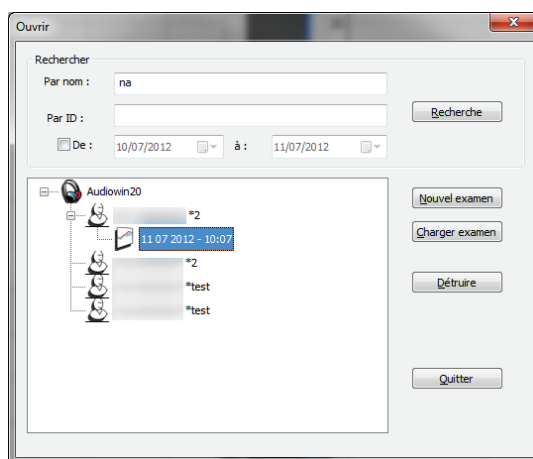 Ouvrir
Rechercher
Par nom : na
Par ID :
Recherche
De : 10/07/2012 à : 11/07/2012
Audiowin20
*2
11 07 2012 - 10:07
*2
*test
*test
Nouvel examen
Charger examen
Détruire
Quitter